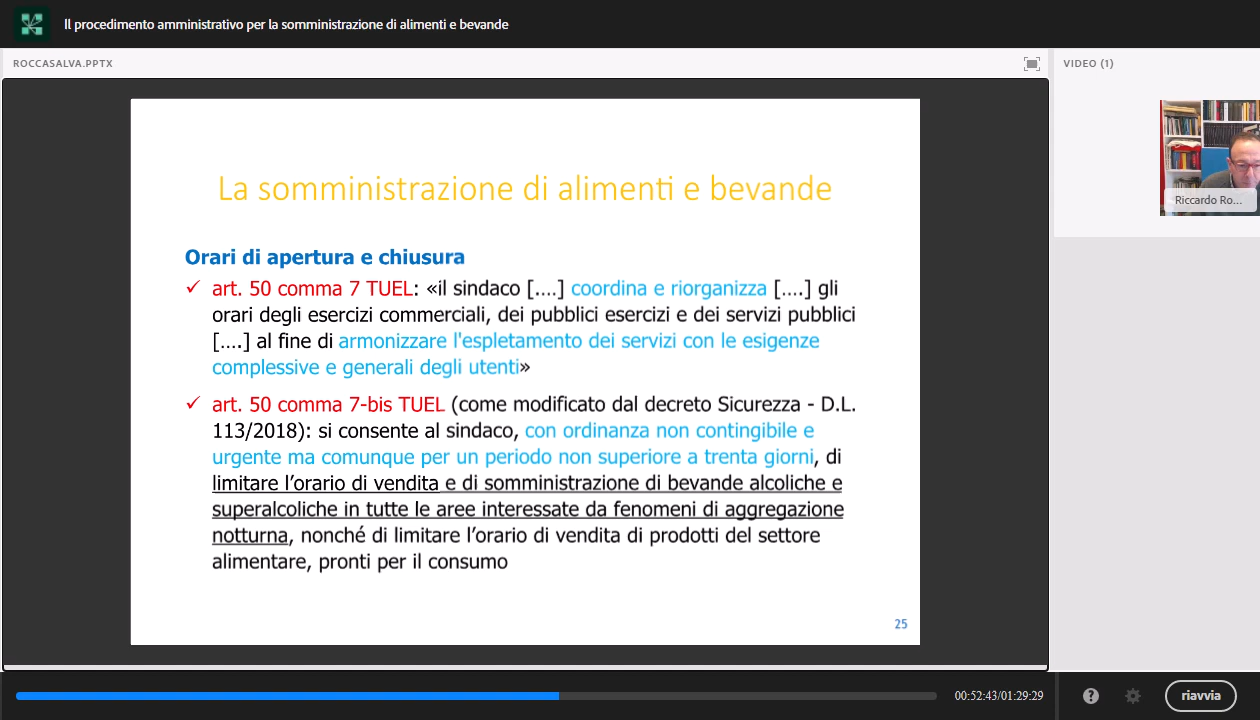 Il procedimento amministrativo per la somministrazione di alimenti e bevande
ROCCASALVA.PPTX
VIDEO (1)
La somministrazione di alimenti e bevande
Orari di apertura e chiusura
✓ art. 50 comma 7 TUEL: «il sindaco [....] coordina e riorganizza [....] gli
orari degli esercizi commerciali, dei pubblici esercizi e dei servizi pubblici
[....] al fine di armonizzare l'espletamento dei servizi con le esigenze
complessive e generali degli utenti»
✓ art. 50 comma 7-bis TUEL (come modificato dal decreto Sicurezza - D.L.
113/2018): si consente al sindaco, con ordinanza non contingibile e
urgente ma comunque per un periodo non superiore a trenta giorni, di
limitare l’orario di vendita e di somministrazione di bevande alcoliche e
superalcoliche in tutte le aree interessate da fenomeni di aggregazione
notturna, nonché di limitare l’orario di vendita di prodotti del settore
alimentare, pronti per il consumo
25
Riccardo Ro...
00:52:43/01:29:29
?
riavvia